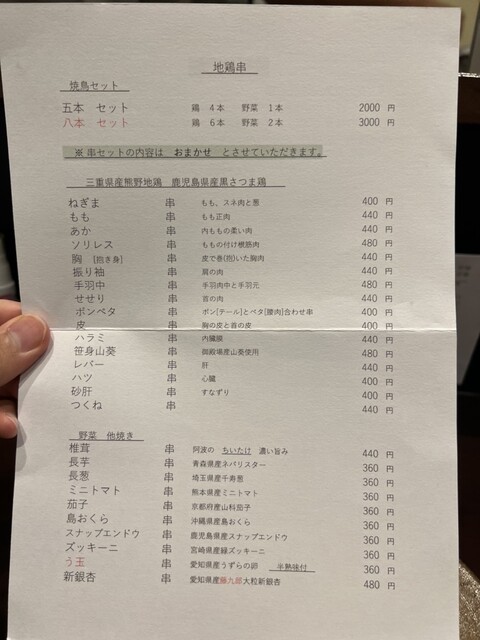 地鶏串
焼鳥セット
五本 セット 鶏 4本 野菜 1本 2000 円
八本 セット 鶏 6本 野菜 2本 3000 円
※ 串セットの内容は おまかせ とさせていただきます。
三重県産熊野地鶏 鹿児島県産黒さつま鶏
ねぎま 串 もも、スネ肉と葱 400 円
もも 串 もも正肉 440 円
あか 串 内ももの柔い肉 440 円
ソリレス 串 ももの付け根筋肉 480 円
胸 [抱き身] 串 皮で巻(抱)いた胸肉 440 円
振り袖 串 肩の肉 440 円
手羽中 串 手羽肉中と手羽元 480 円
せせり 串 首の肉 440 円
ボンペタ 串 ボン[テール]とペタ[腰肉]合わせ串 400 円
皮 串 胸の皮と首の皮 400 円
ハラミ 串 内臓膜 440 円
笹身山葵 串 御殿場産山葵使用 480 円
レバー 串 肝 440 円
ハツ 串 心臓 400 円
砂肝 串 すなずり 400 円
つくね 串 440 円
野菜 他焼き
椎茸 串 阿波の ちいたけ 濃い旨み 440 円
長芋 串 青森県産ネバリスター 360 円
長葱 串 埼玉県産千寿葱 360 円
ミニトマト 串 熊本県産ミニトマト 360 円
茄子 串 京都府産山科茄子 360 円
島おくら 串 沖縄県産島おくら 360 円
スナップエンドウ 串 鹿児島県産スナップエンドウ 360 円
ズッキーニ 串 宮崎県産緑ズッキーニ 360 円
う玉 串 愛知県産うずらの卵 半熟味付 360 円
新銀杏 串 愛知県産藤九郎大粒新銀杏 480 円